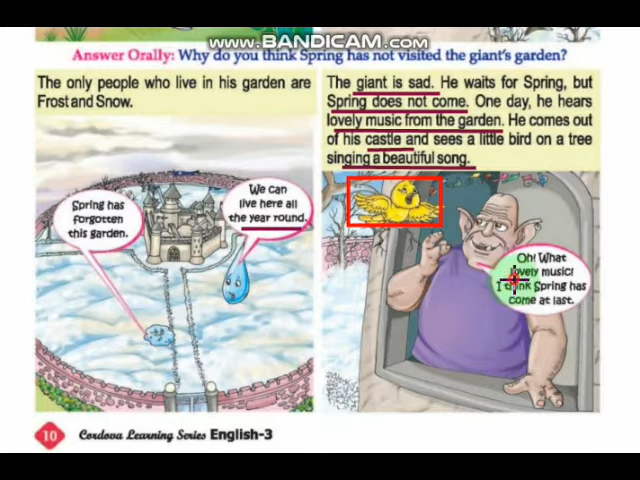 www.BANDICAM.com
Answer Orally: Why do you think Spring has not visited the giant's garden?
The only people who live in his garden are
Frost and Snow.
Spring has
forgotten
this garden.
We can
live here all
the year round.
The giant is sad. He waits for Spring, but
Spring does not come. One day, he hears
lovely music from the garden. He comes out
of his castle and sees a little bird on a tree
singing a beautiful song.
Oh! What
lovely music!
I think Spring has
come at last.
10 Cordova Learning Series English-3